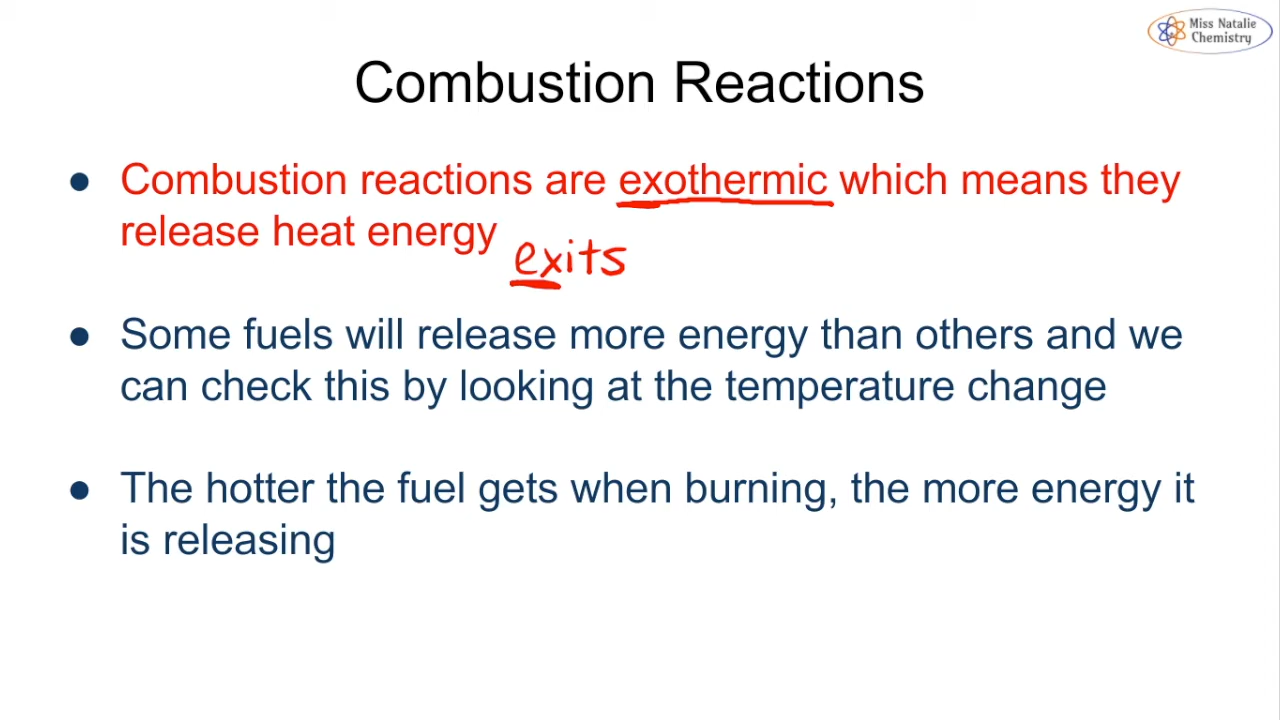 Miss Natalie
Chemistry
Combustion Reactions
● Combustion reactions are exothermic which means they
release heat energy
exits
● Some fuels will release more energy than others and we
can check this by looking at the temperature change
● The hotter the fuel gets when burning, the more energy it
is releasing